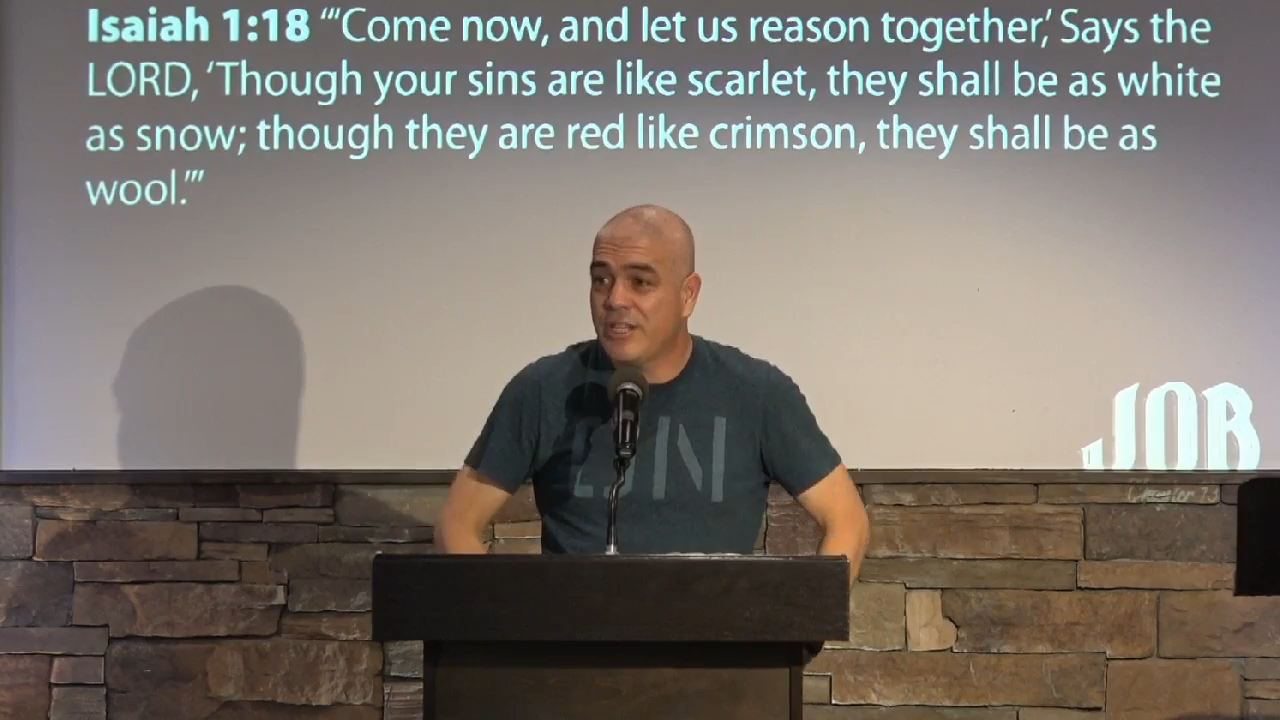 Isaiah 1:18 “‘Come now, and let us reason together,’ Says the
LORD, ‘Though your sins are like scarlet, they shall be as white
as snow; though they are red like crimson, they shall be as
wool.’”
JOB